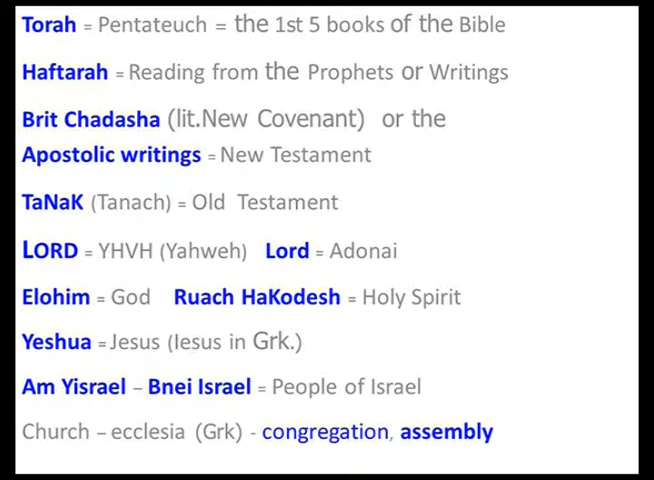 Torah = Pentateuch = the 1st 5 books of the Bible
Haftarah = Reading from the Prophets or Writings
Brit Chadasha (lit.New Covenant) or the
Apostolic writings = New Testament
TaNaK (Tanach) = Old Testament
LORD = YHVH (Yahweh) Lord = Adonai
Elohim = God Ruach HaKodesh = Holy Spirit
Yeshua = Jesus (Iesus in Grk.)
Am Yisrael – Bnei Israel = People of Israel
Church – ecclesia (Grk) - congregation, assembly